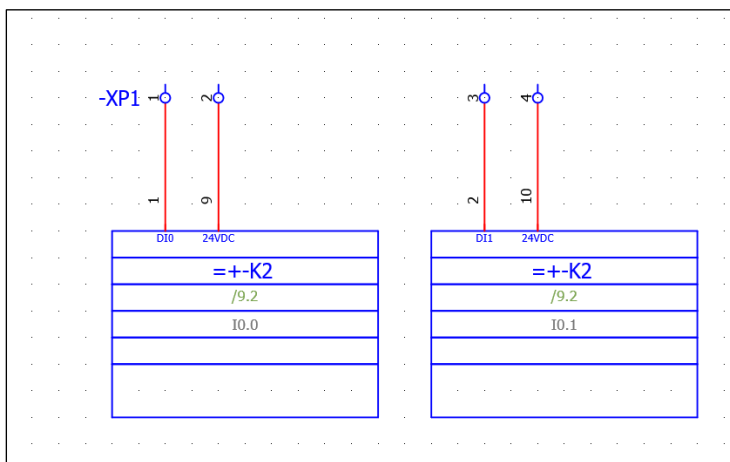 -XP1 1 2 3 4
1 9 2 10
DI0 24VDC DI1 24VDC
=+-K2 =+-K2
/9.2 /9.2
I0.0 I0.1